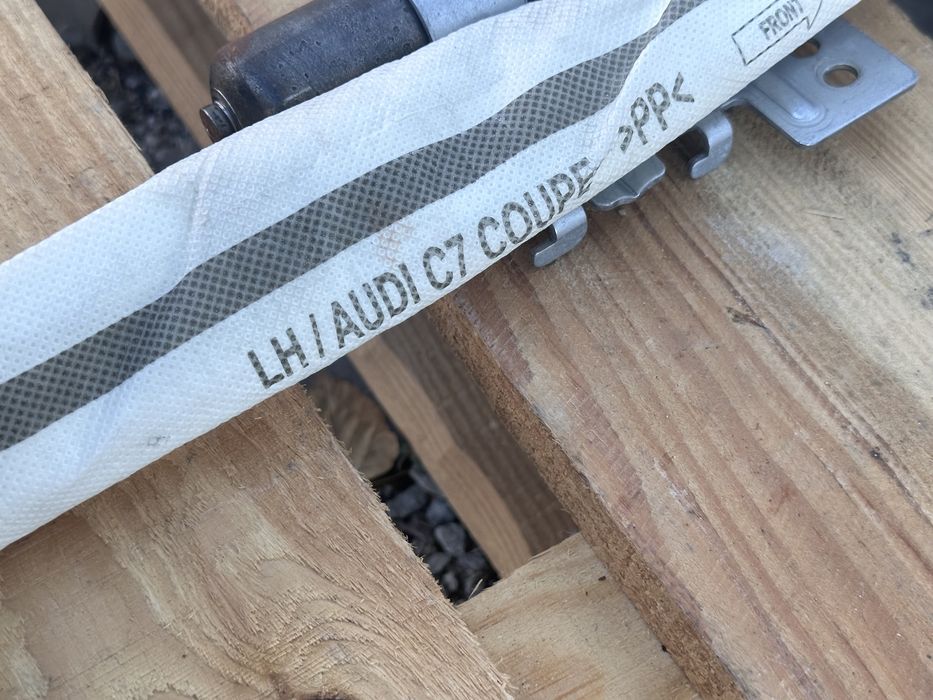 LH / AUDI C7 COUPE >PP<
FRONT